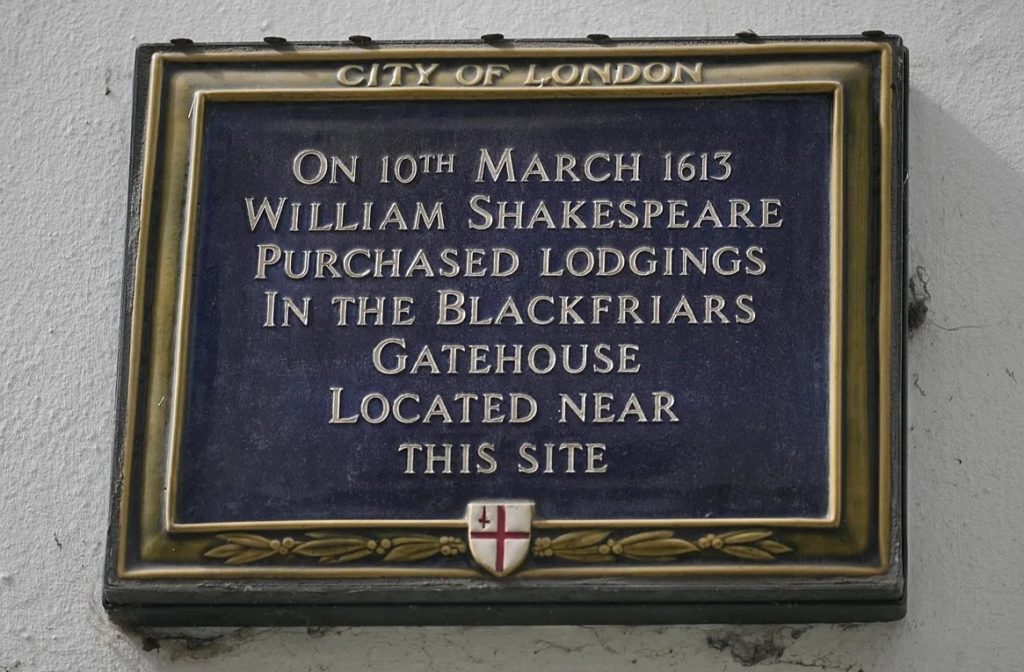 CITY OF LONDON
ON 10TH MARCH 1613
WILLIAM SHAKESPEARE
PURCHASED LODGINGS
IN THE BLACKFRIARS
GATEHOUSE
LOCATED NEAR
THIS SITE